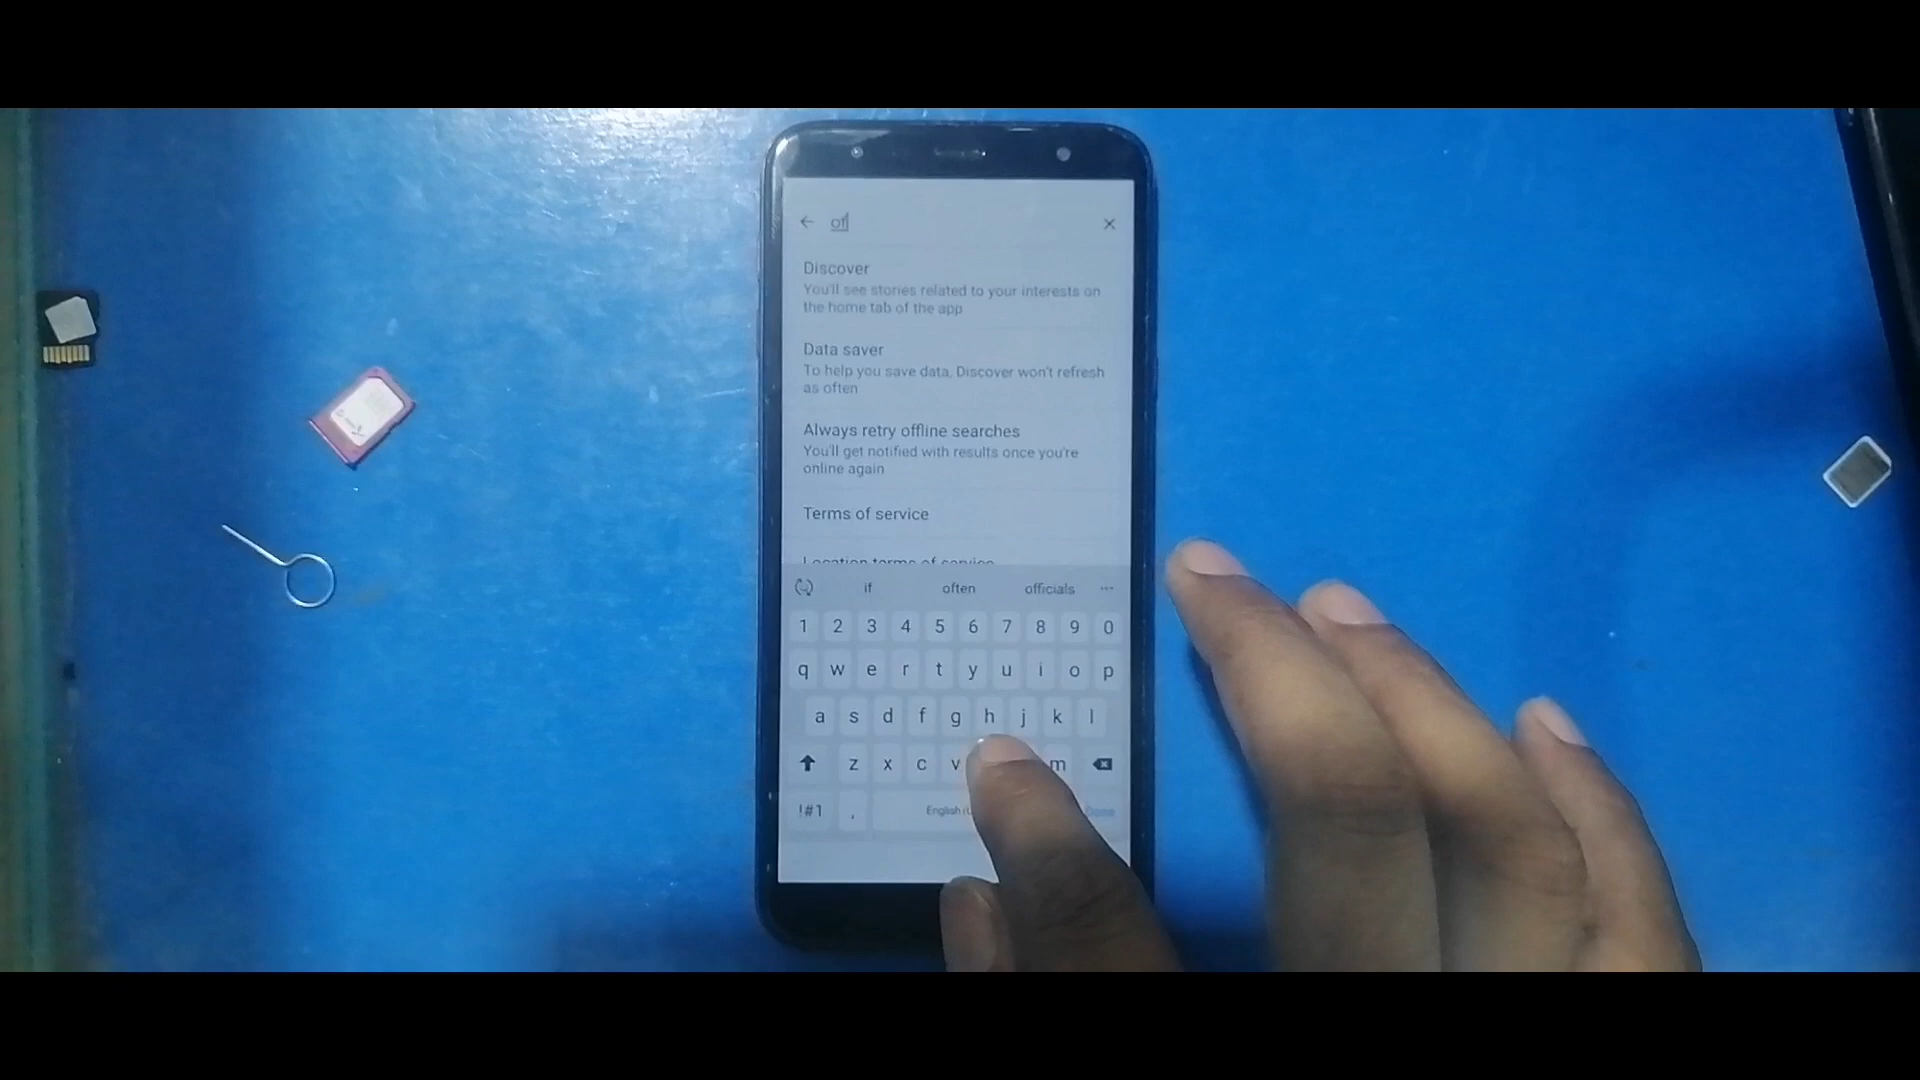 of
Discover
You'll see stories related to your interests on
the home tab of the app
Data saver
To help you save data, Discover won't refresh
as often
Always retry offline searches
You'll get notified with results once you're
online again
Terms of service
Location terms of service
if often officials ...
1 2 3 4 5 6 7 8 9 0
q w e r t y u i o p
a s d f g h j k l
z x c v m
!#1 , English Done